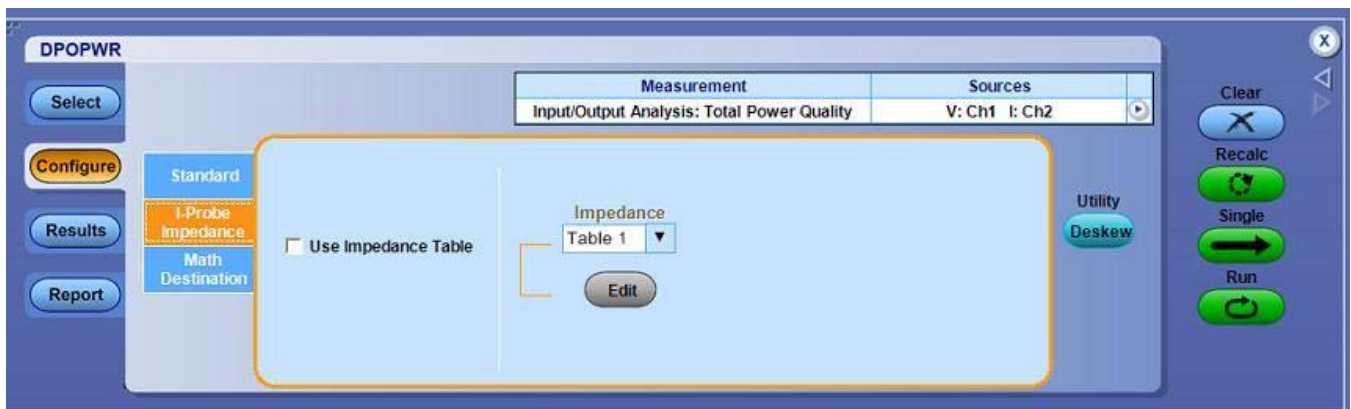 DPOPWR
Select
Configure
Results
Report
Measurement Sources
Input/Output Analysis: Total Power Quality V: Ch1 I: Ch2
Standard
I-Probe
Impedance
Math
Destination
Use Impedance Table
Impedance
Table 1
Edit
Utility
Deskew
X
Clear
Recalc
Single
Run